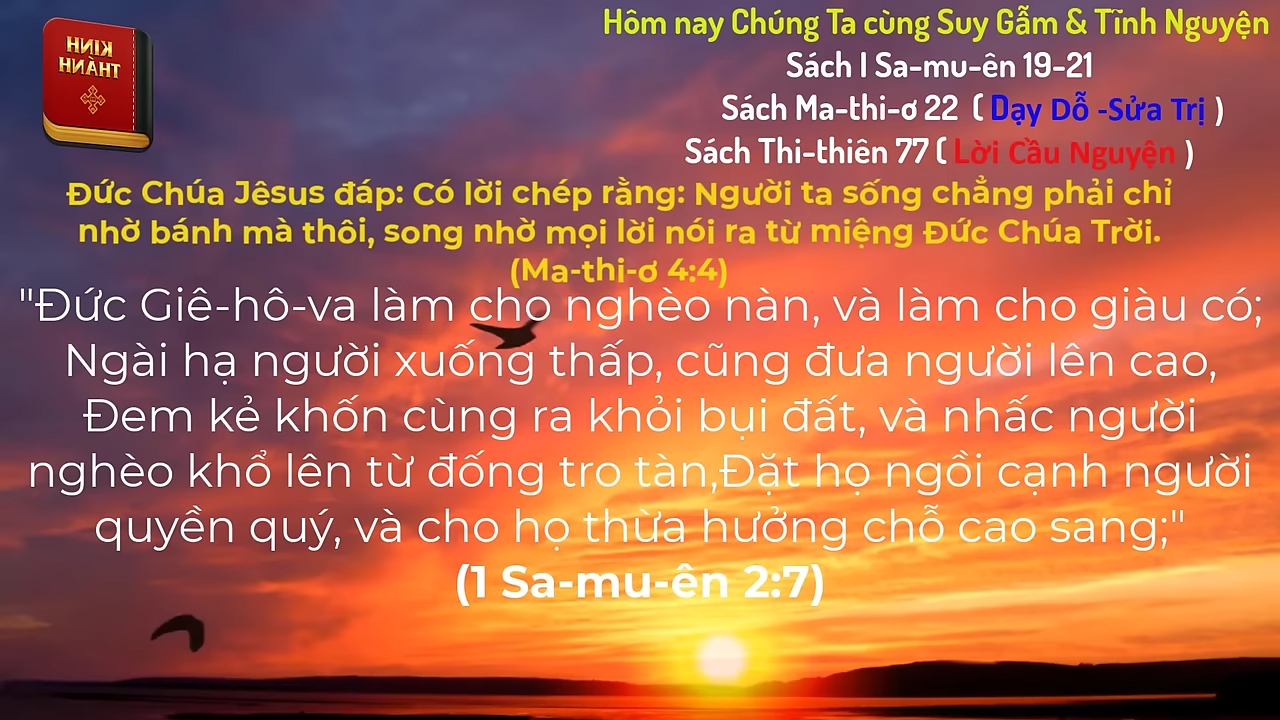 KINH
THÁNH
Hôm nay Chúng Ta cùng Suy Gẫm & Tĩnh Nguyện
Sách I Sa-mu-ên 19-21
Sách Ma-thi-ơ 22 ( Dạy Dỗ -Sửa Trị )
Sách Thi-thiên 77 ( Lời Cầu Nguyện )
Đức Chúa Jêsus đáp: Có lời chép rằng: Người ta sống chẳng phải chỉ
nhờ bánh mà thôi, song nhờ mọi lời nói ra từ miệng Đức Chúa Trời.
(Ma-thi-ơ 4:4)
"Đức Giê-hô-va làm cho nghèo nàn, và làm cho giàu có;
Ngài hạ người xuống thấp, cũng đưa người lên cao,
Đem kẻ khốn cùng ra khỏi bụi đất, và nhấc người
nghèo khổ lên từ đống tro tàn,Đặt họ ngồi cạnh người
quyền quý, và cho họ thừa hưởng chỗ cao sang;"
(1 Sa-mu-ên 2:7)